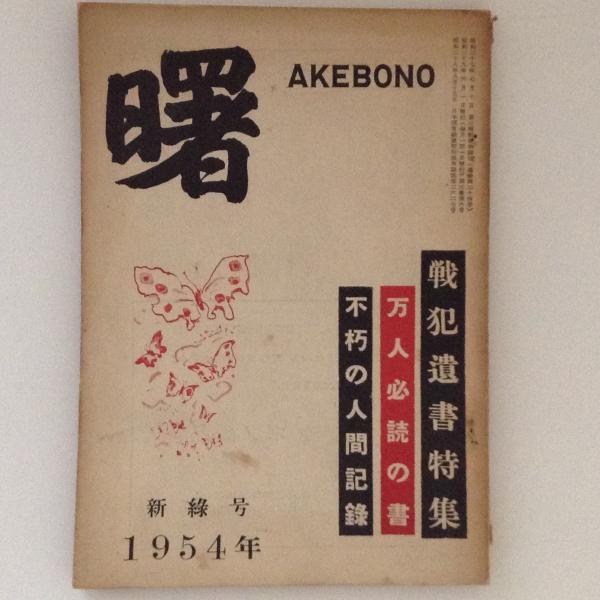 曙
AKEBONO
戦犯遺書特集
万人必読の書
不朽の人間記録
新綠号
1954年